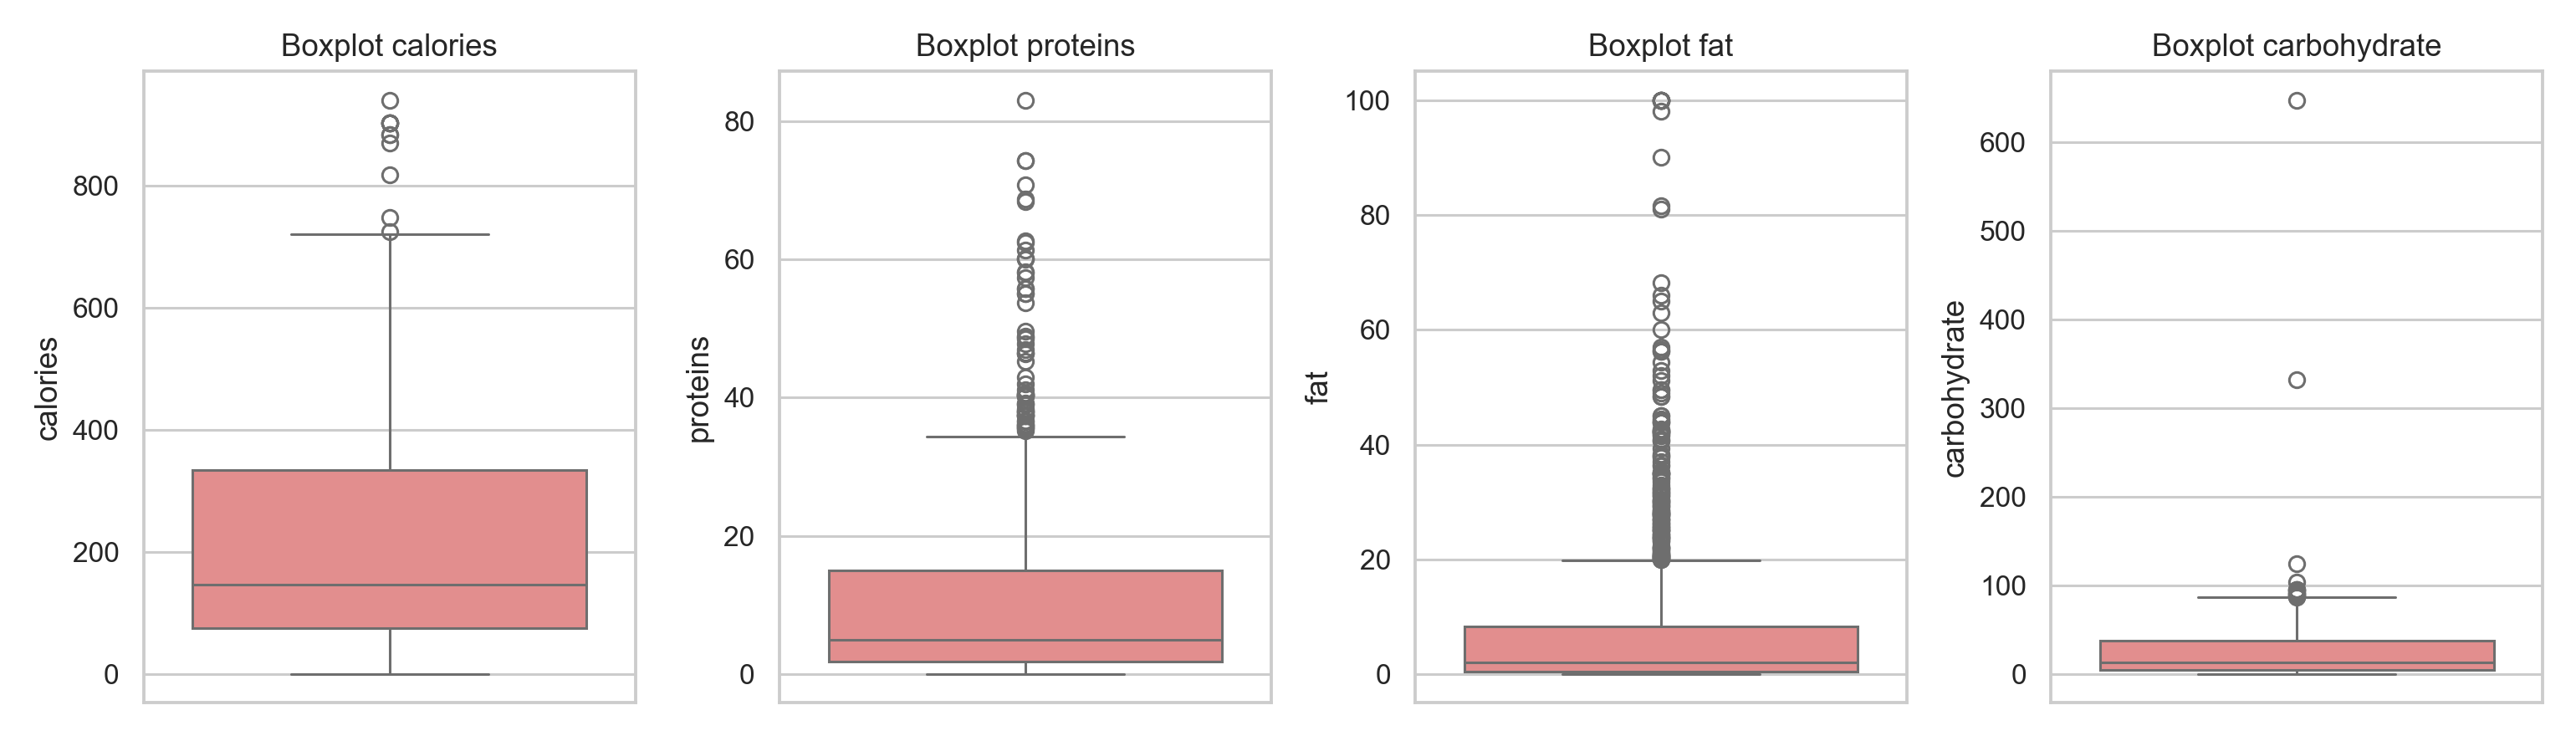 Boxplot calories
calories
800
600
400
200
0
Boxplot proteins
proteins
80
60
40
20
0
Boxplot fat
fat
100
80
60
40
20
0
Boxplot carbohydrate
carbohydrate
600
500
400
300
200
100
0